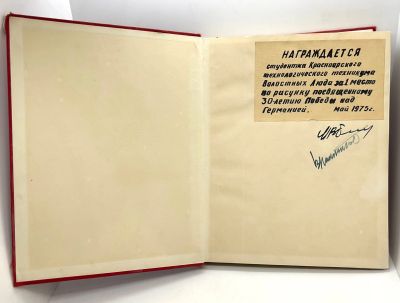 НАГРАЖДАЕТСЯ
студентка Красноярского
технологического техникума
Волостных Люда за 1 место
по рисунку посвященному
30-летию Победы над
Германией. май 1975г.